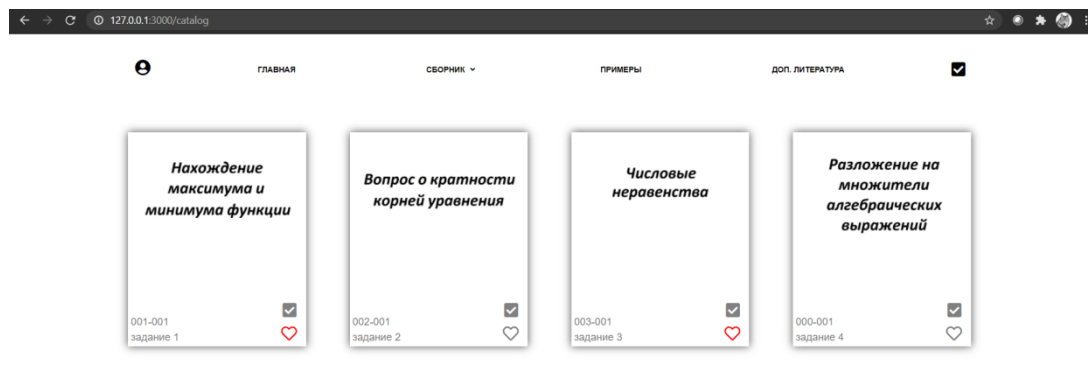 127.0.0.1:3000/catalog
ГЛАВНАЯ
СБОРНИК
ПРИМЕРЫ
ДОП. ЛИТЕРАТУРА
Нахождение
максимума и
минимума функции
001-001
задание 1
Вопрос о кратности
корней уравнения
002-001
задание 2
Числовые
неравенства
003-001
задание 3
Разложение на
множители
алгебраических
выражений
000-001
задание 4